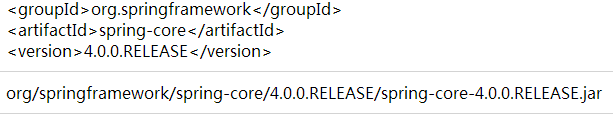 <groupId>org.springframework</groupId>
<artifactId>spring-core</artifactId>
<version>4.0.0.RELEASE</version>
org/springframework/spring-core/4.0.0.RELEASE/spring-core-4.0.0.RELEASE.jar